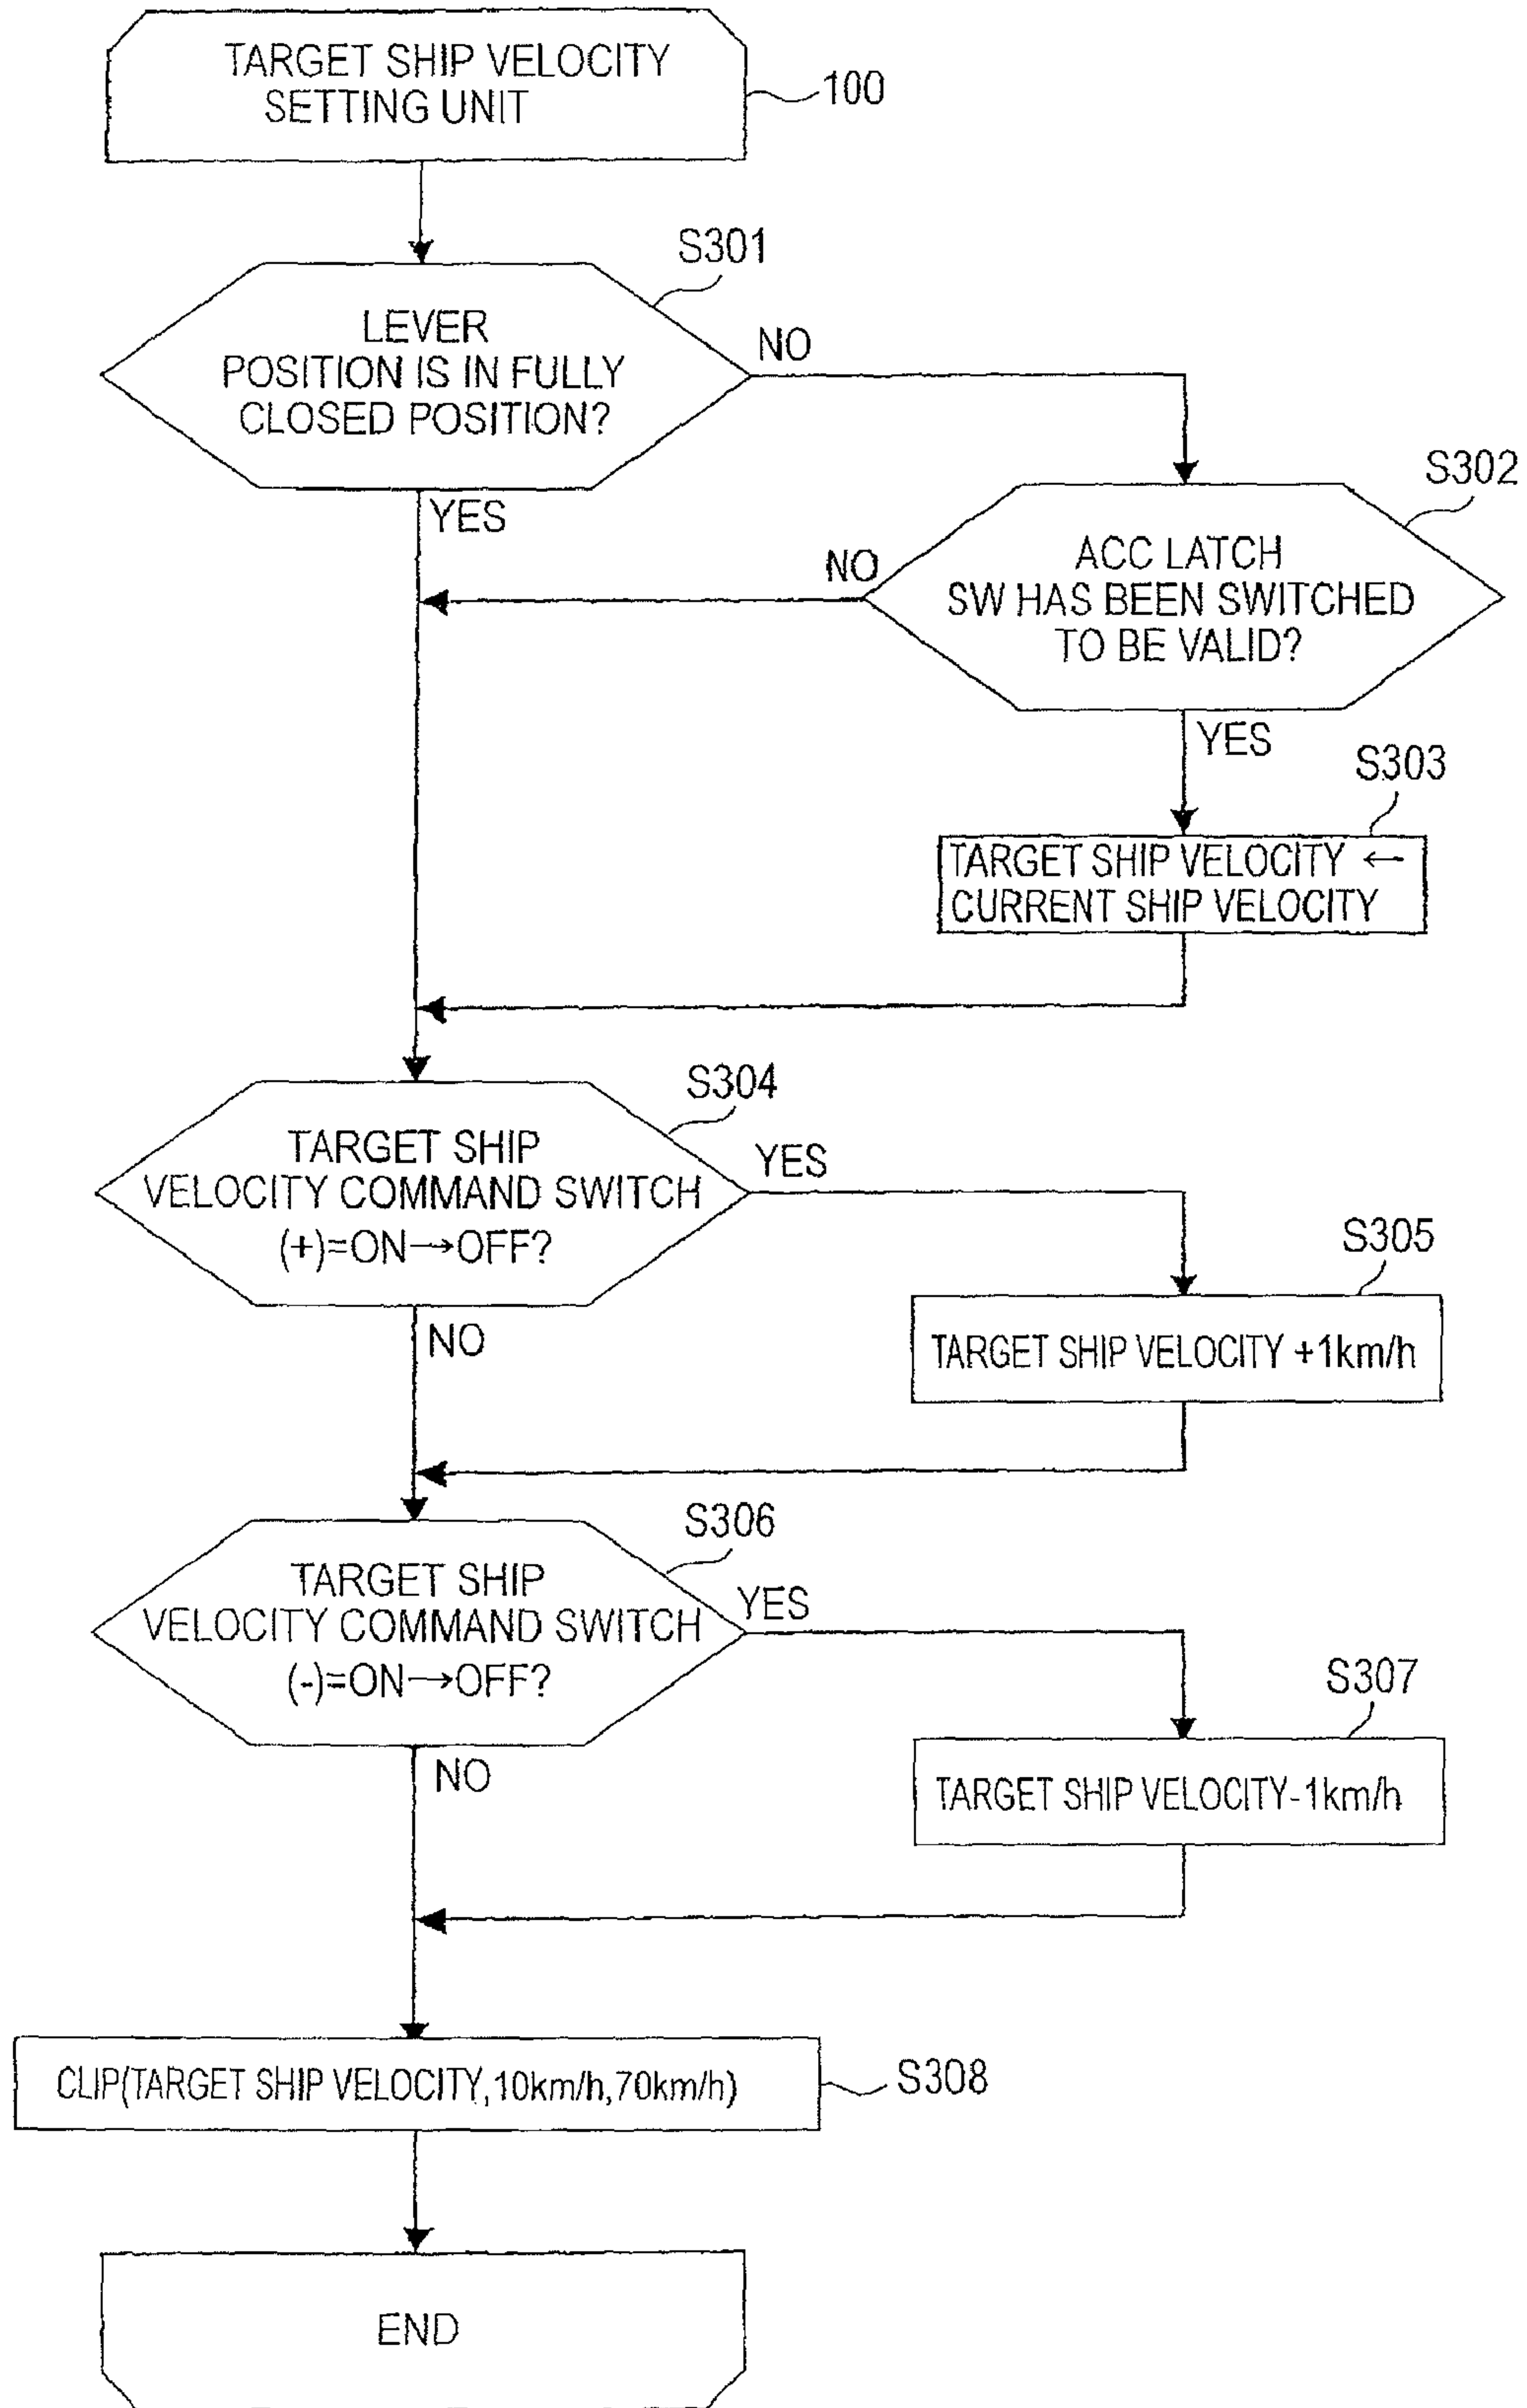 TARGET SHIP VELOCITY
SETTING UNIT
100
S301
LEVER
POSITION IS IN FULLY
CLOSED POSITION?
NO
YES
S302
ACC LATCH
SW HAS BEEN SWITCHED
TO BE VALID?
NO
YES
S303
TARGET SHIP VELOCITY ←
CURRENT SHIP VELOCITY
S304
TARGET SHIP
VELOCITY COMMAND SWITCH
(+)=ON→OFF?
YES
NO
S305
TARGET SHIP VELOCITY +1km/h
S306
TARGET SHIP
VELOCITY COMMAND SWITCH
(-)=ON→OFF?
YES
NO
S307
TARGET SHIP VELOCITY-1km/h
CLIP(TARGET SHIP VELOCITY,10km/h,70km/h)
S308
END